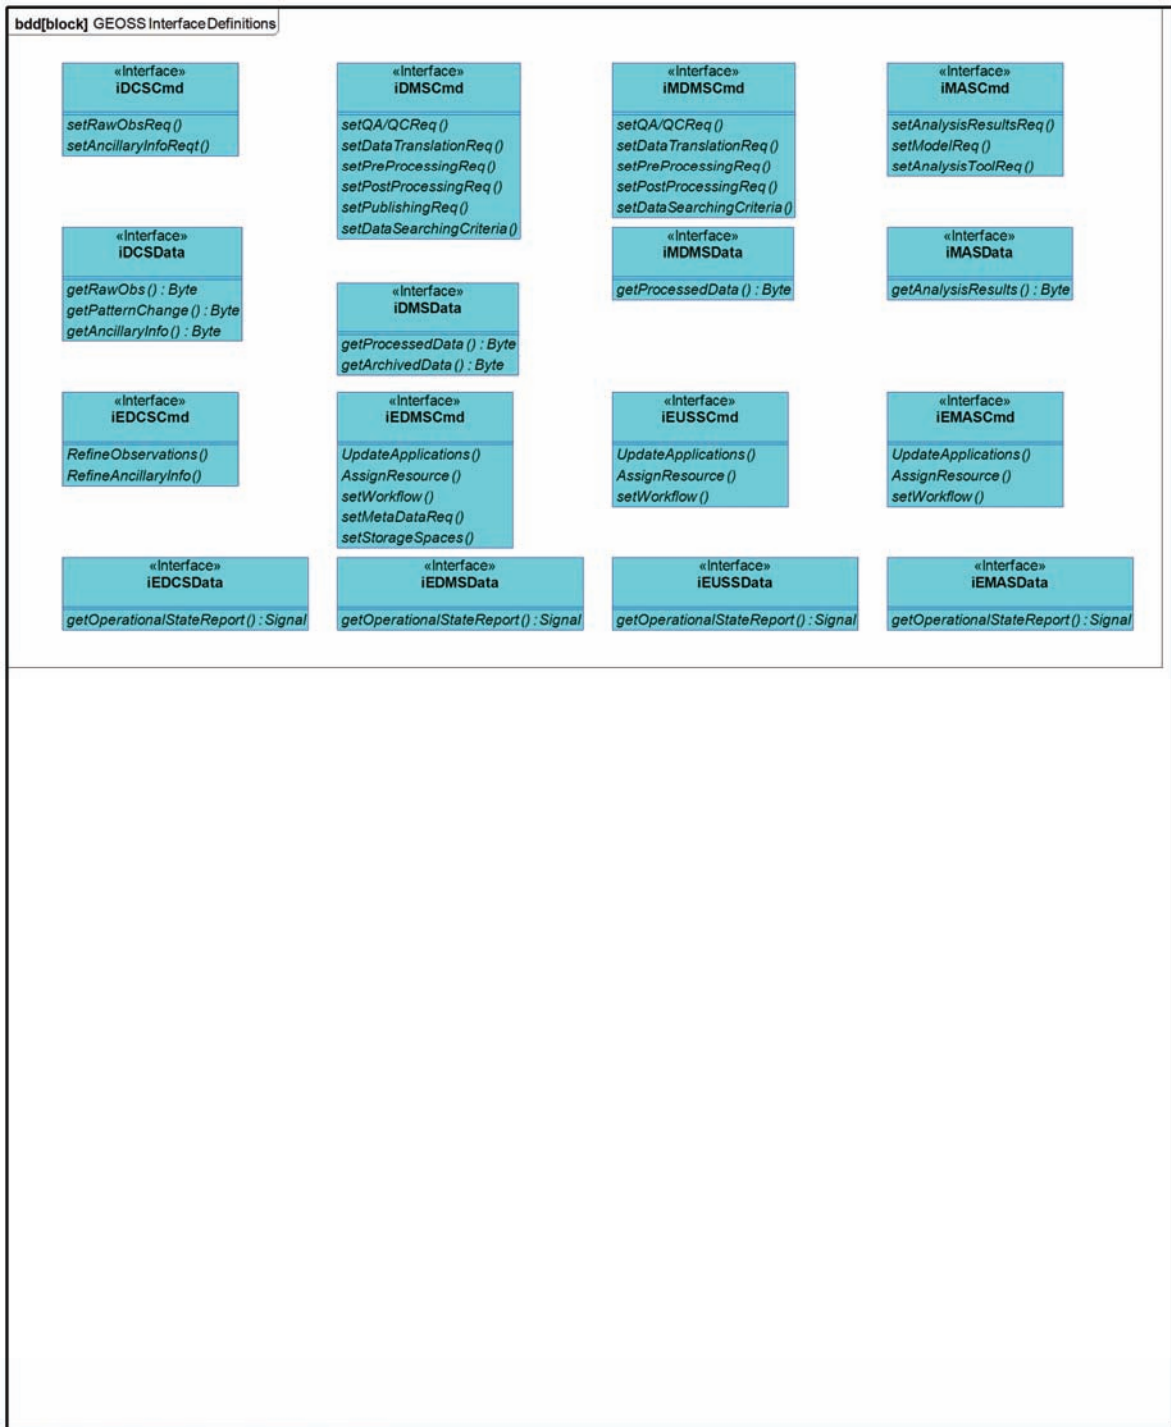 bdd[block] GEOSS Interface Definitions
«Interface»
iDCSCmd
setRawObsReq()
setAncillaryInfoReqt()
«Interface»
iDMSCmd
setQA/QCReq()
setDataTranslationReq()
setPreProcessingReq()
setPostProcessingReq()
setPublishingReq()
setDataSearchingCriteria()
«Interface»
iMDMSCmd
setQA/QCReq()
setDataTranslationReq()
setPreProcessingReq()
setPostProcessingReq()
setDataSearchingCriteria()
«Interface»
iMASCmd
setAnalysisResultsReq()
setModelReq()
setAnalysisToolReq()
«Interface»
iDCSData
getRawObs() : Byte
getPatternChange() : Byte
getAncillaryInfo() : Byte
«Interface»
iDMSData
getProcessedData() : Byte
getArchivedData() : Byte
«Interface»
iMDMSData
getProcessedData() : Byte
«Interface»
iMASData
getAnalysisResults() : Byte
«Interface»
iEDCSCmd
RefineObservations()
RefineAncillaryInfo()
«Interface»
iEDMSCmd
UpdateApplications()
AssignResource()
setWorkflow()
setMetaDataReq()
setStorageSpaces()
«Interface»
iEUSSCmd
UpdateApplications()
AssignResource()
setWorkflow()
«Interface»
iEMASCmd
UpdateApplications()
AssignResource()
setWorkflow()
«Interface»
iEDCSData
getOperationalStateReport() : Signal
«Interface»
iEDMSData
getOperationalStateReport() : Signal
«Interface»
iEUSSData
getOperationalStateReport() : Signal
«Interface»
iEMASData
getOperationalStateReport() : Signal